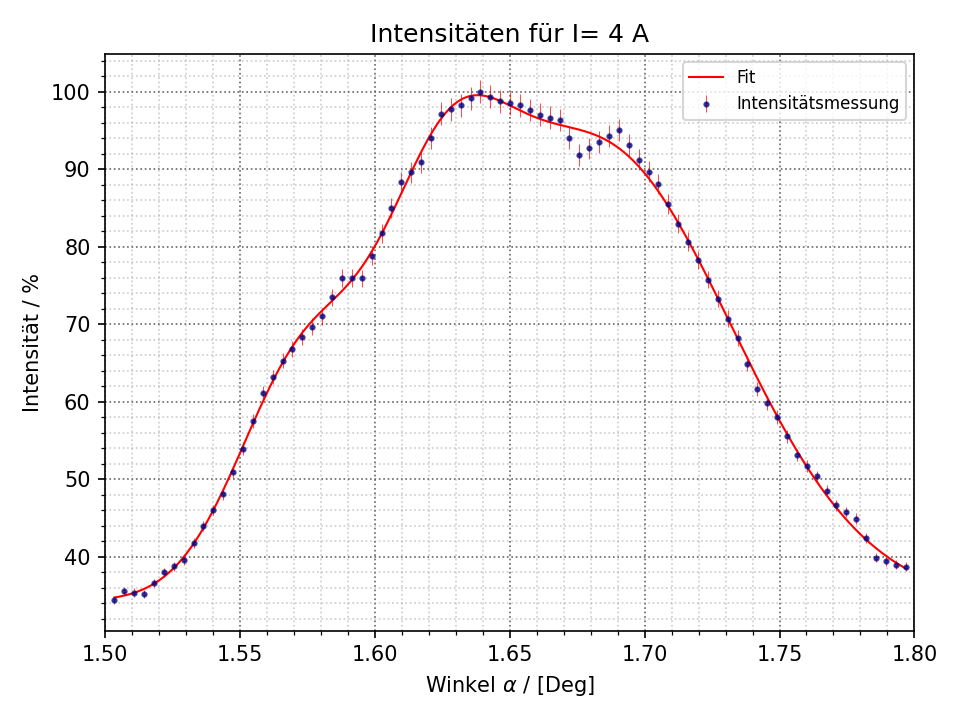 Intensitäten für I= 4 A
Fit
Intensitätsmessung
Intensität / %
100
90
80
70
60
50
40
1.50 1.55 1.60 1.65 1.70 1.75 1.80
Winkel α / [Deg]